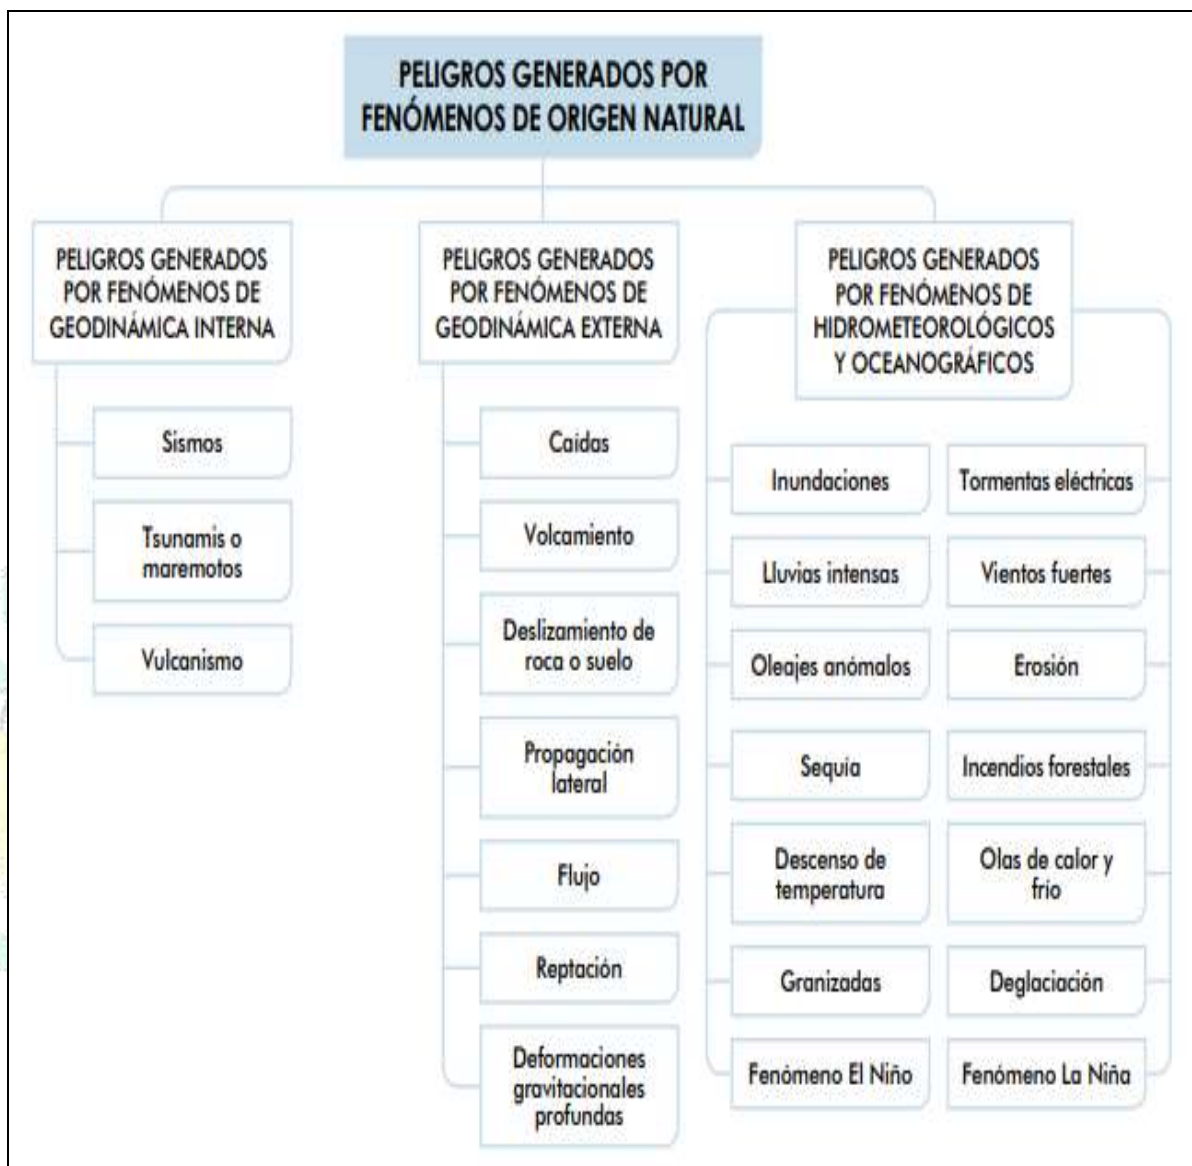 PELIGROS GENERADOS POR
FENÓMENOS DE ORIGEN NATURAL
PELIGROS GENERADOS
POR FENÓMENOS DE
GEODINÁMICA INTERNA
Sismos
Tsunamis o
maremotos
Vulcanismo
PELIGROS GENERADOS
POR FENÓMENOS DE
GEODINÁMICA EXTERNA
Caídas
Volcamiento
Deslizamiento de
roca o suelo
Propagación
lateral
Flujo
Reptación
Deformaciones
gravitacionales
profundas
PELIGROS GENERADOS
POR FENÓMENOS DE
HIDROMETEOROLÓGICOS
Y OCEANOGRÁFICOS
Inundaciones
Lluvias intensas
Oleajes anómalos
Sequía
Descenso de
temperatura
Granizadas
Fenómeno El Niño
Tormentas eléctricas
Vientos fuertes
Erosión
Incendios forestales
Olas de calor y
frío
Deglaciación
Fenómeno La Niña